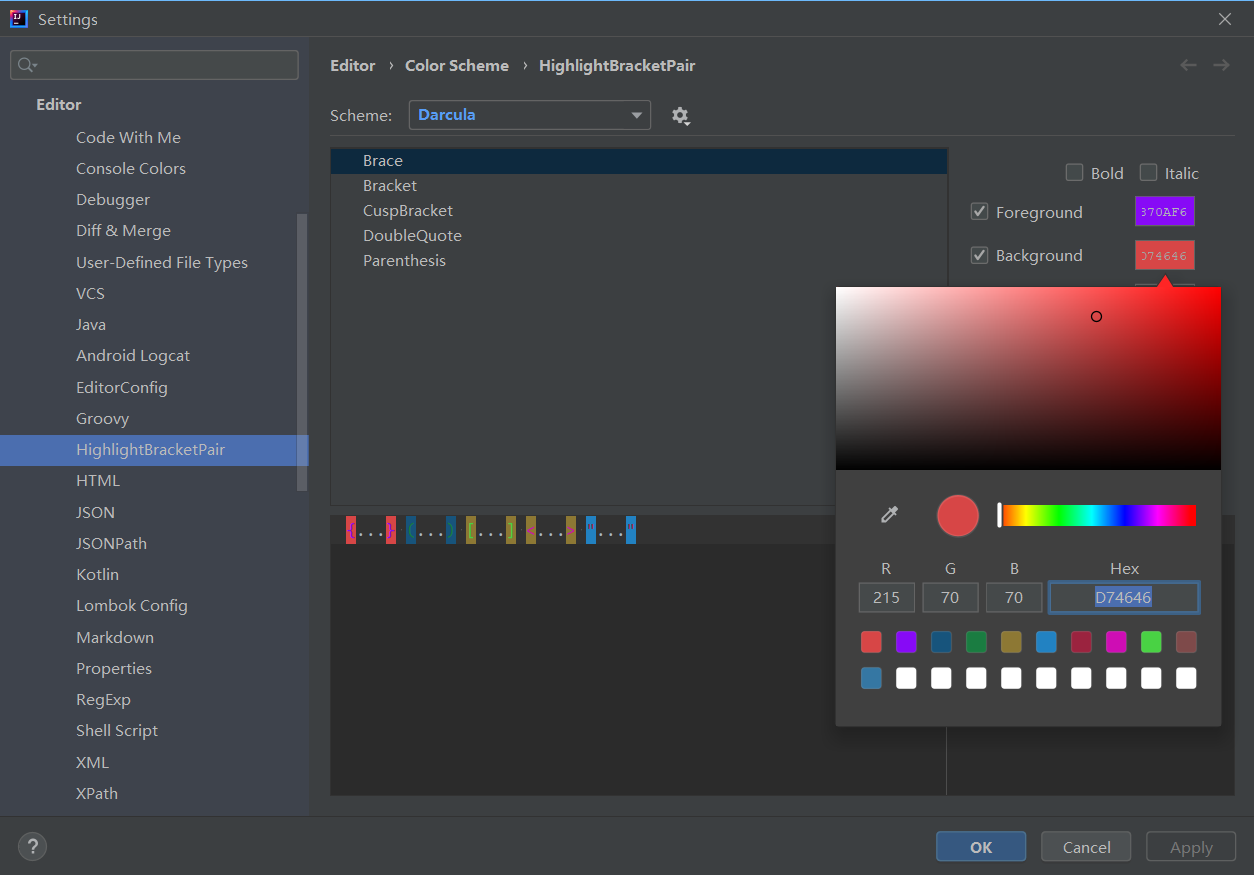 Settings
Editor
Code With Me
Console Colors
Debugger
Diff & Merge
User-Defined File Types
VCS
Java
Android Logcat
EditorConfig
Groovy
HighlightBracketPair
HTML
JSON
JSONPath
Kotlin
Lombok Config
Markdown
Properties
RegExp
Shell Script
XML
XPath
Editor › Color Scheme › HighlightBracketPair
Scheme: Darcula
Brace
Bracket
CuspBracket
DoubleQuote
Parenthesis
Bold Italic
Foreground 370AF6
Background D74646
{...} (...) [...] <...> "..."
R G B Hex
215 70 70 D74646
?
OK Cancel Apply